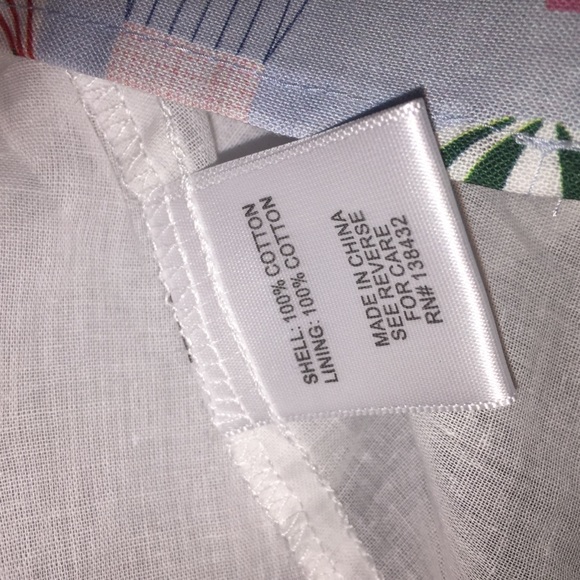 SHELL: 100% COTTON
LINING: 100% COTTON
MADE IN CHINA
SEE REVERSE
FOR CARE
RN# 138432